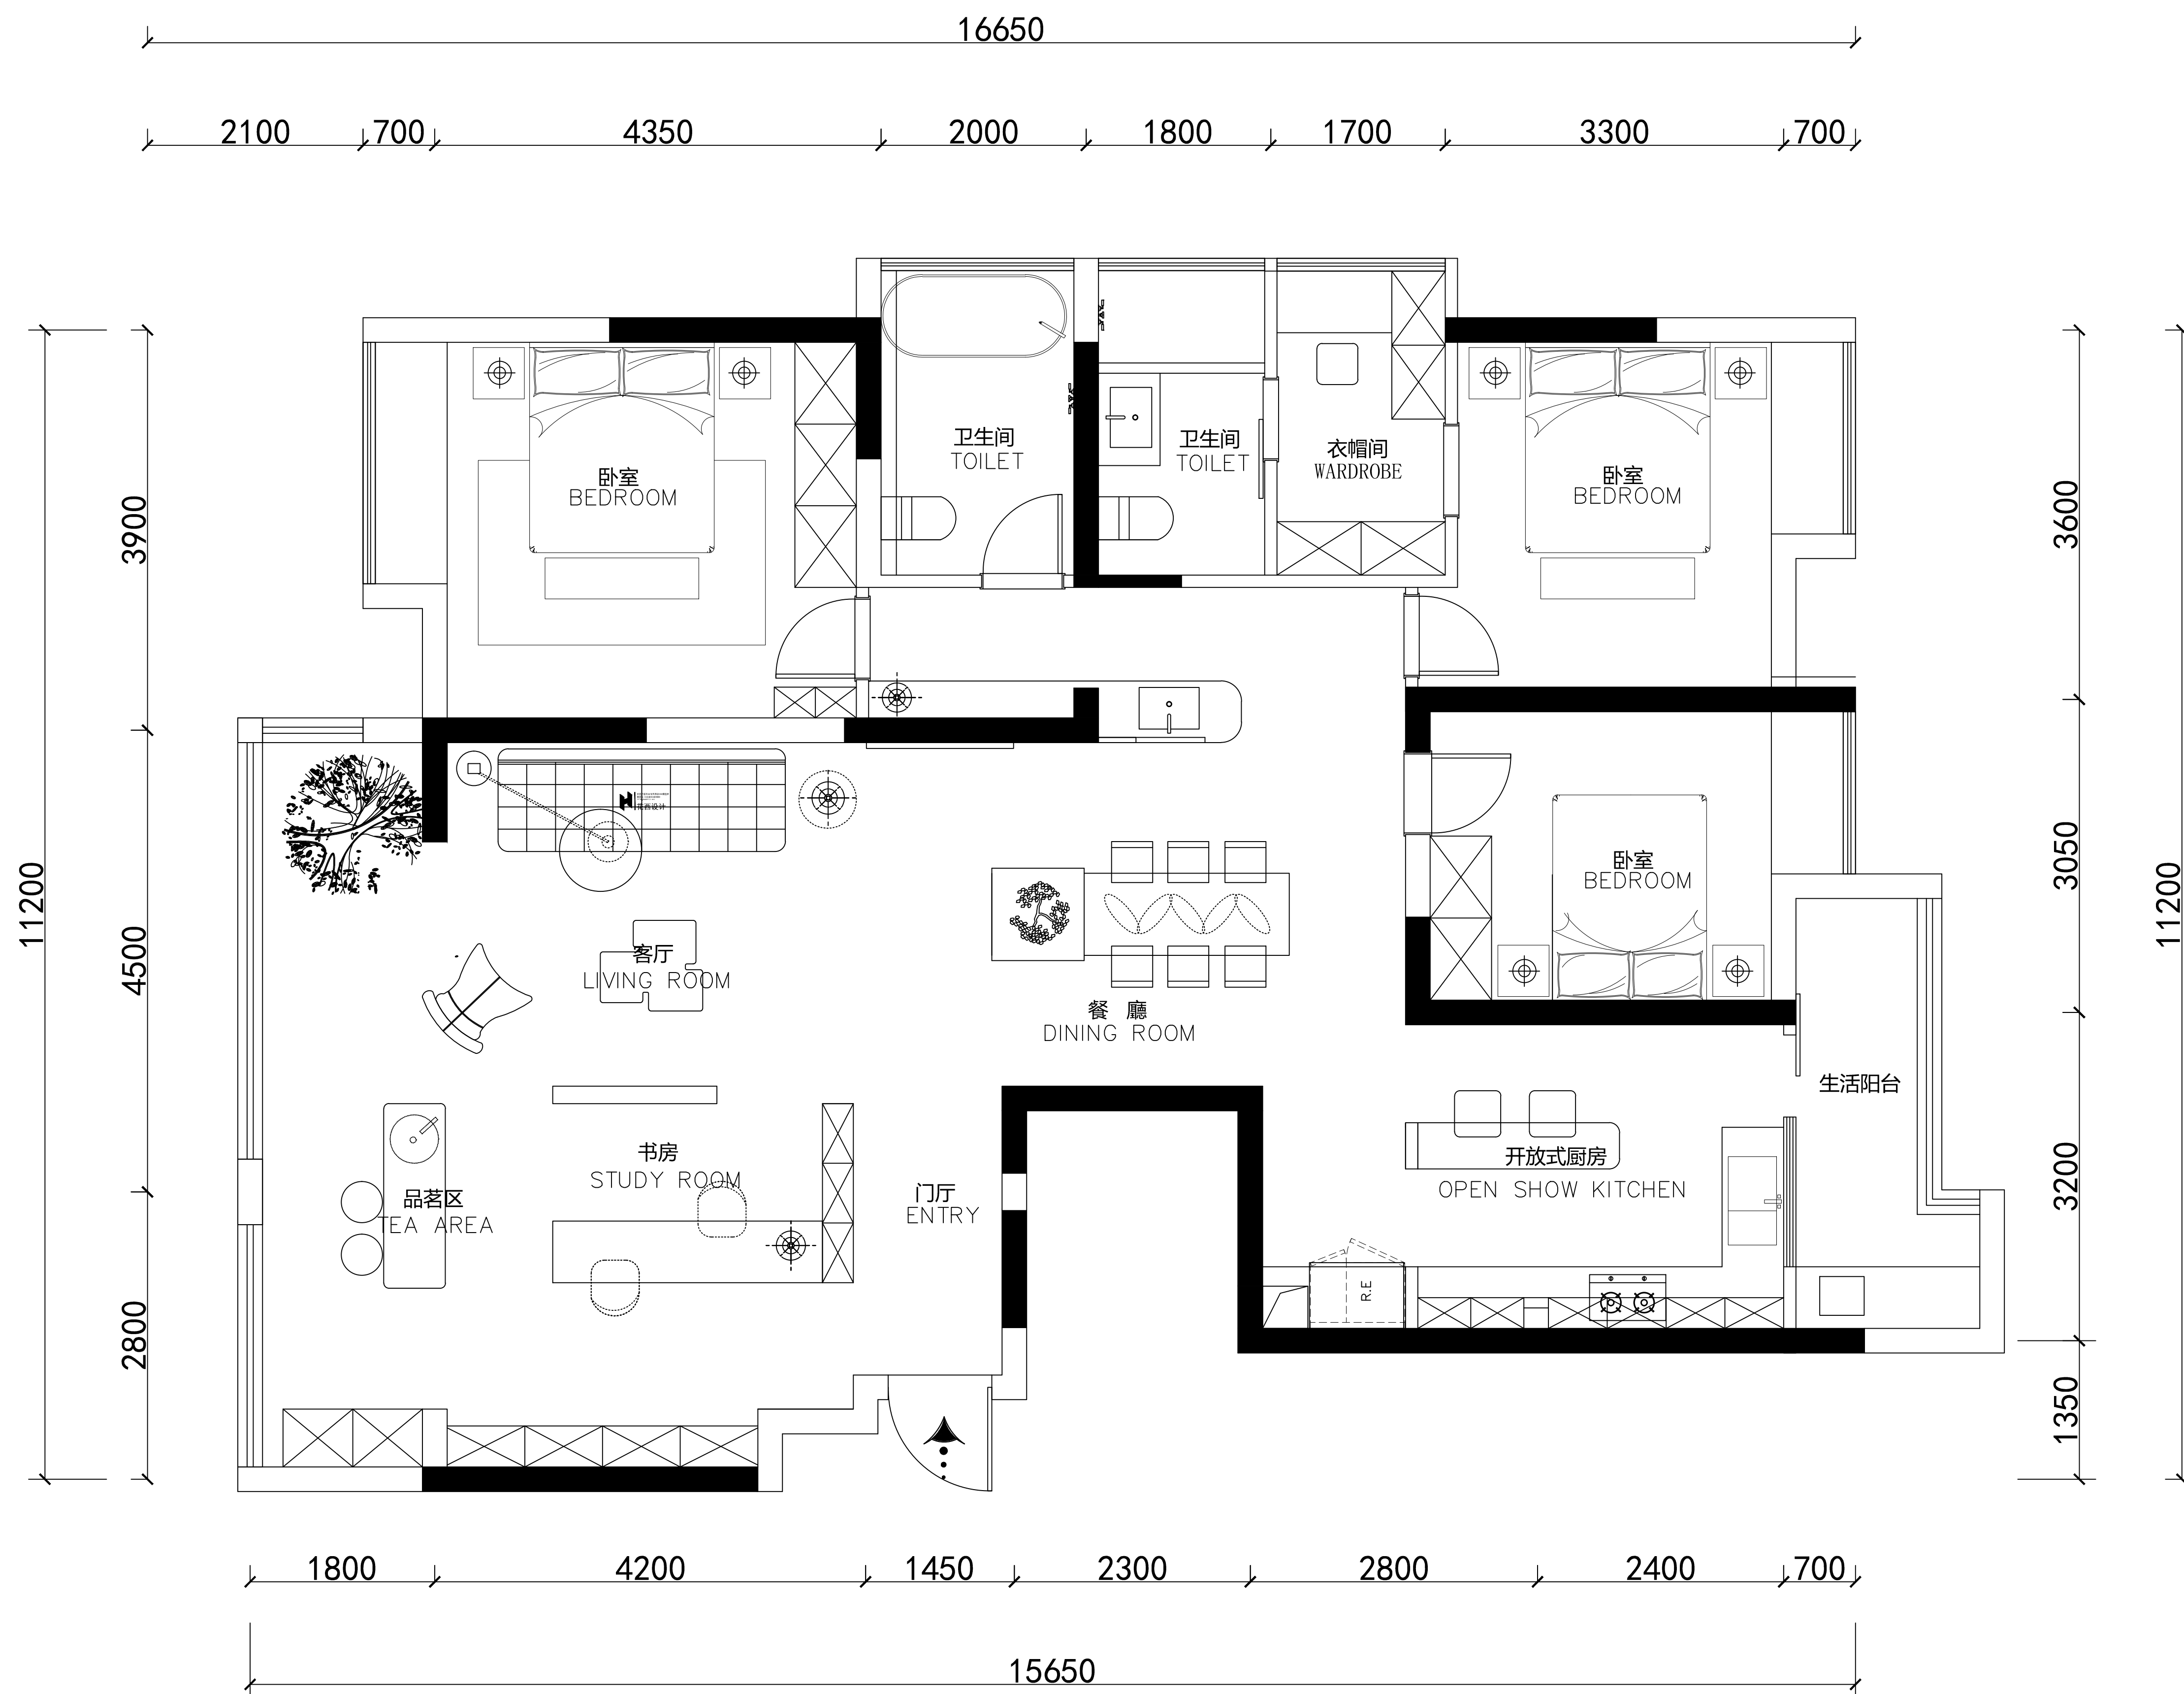 16650
2100 700 4350 2000 1800 1700 3300 700
卫生间
TOILET
卫生间
TOILET
衣帽间
WARDROBE
卧室
BEDROOM
卧室
BEDROOM
3900
3600
花西设计
卧室
BEDROOM
客厅
LIVING ROOM
餐 廳
DINING ROOM
11200
4500
3050
11200
生活阳台
书房
STUDY ROOM
开放式厨房
OPEN SHOW KITCHEN
品茗区
TEA AREA
门厅
ENTRY
3200
R.E
2800
1350
1800 4200 1450 2300 2800 2400 700
15650